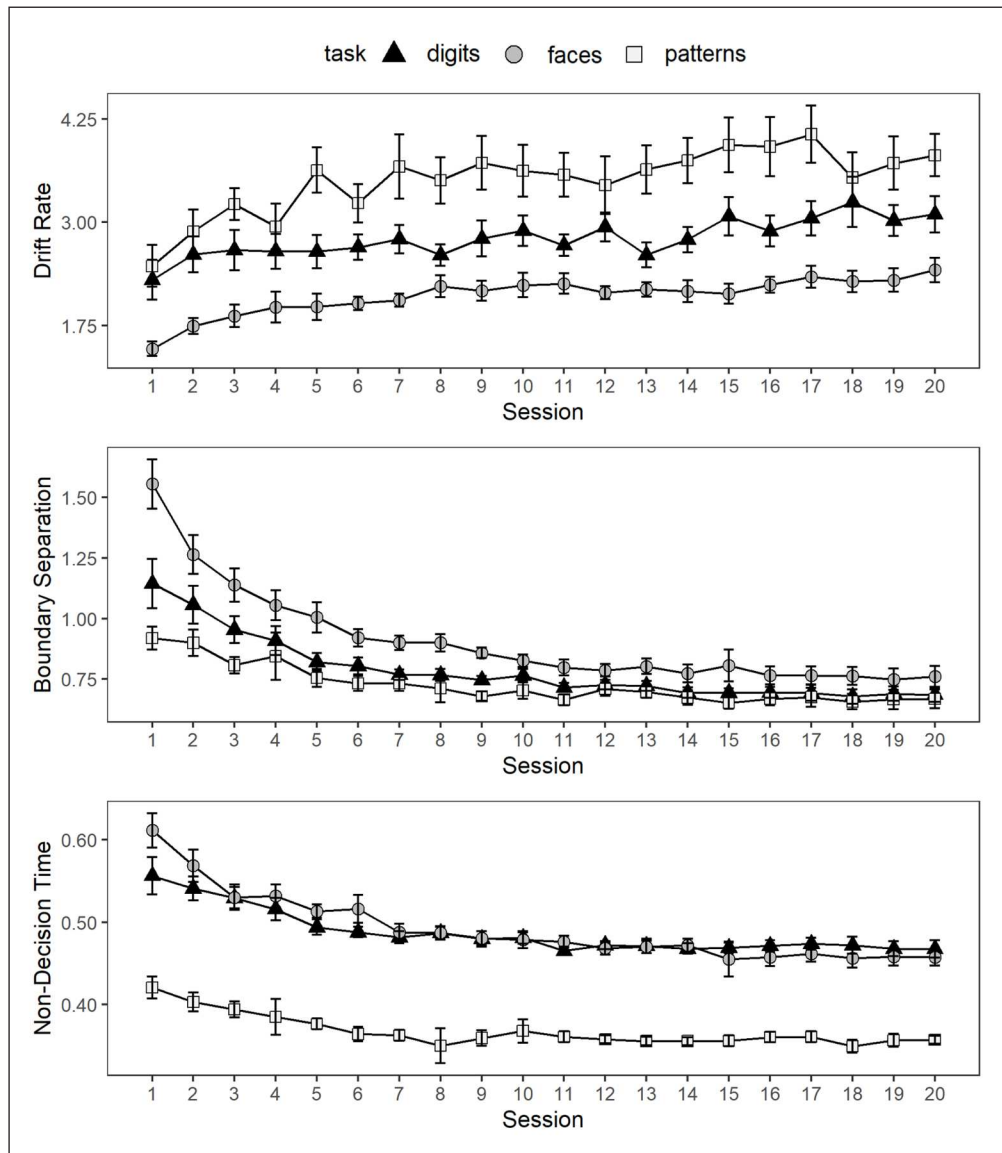 task digits faces patterns
4.25
3.00
1.75
Drift Rate
1 2 3 4 5 6 7 8 9 10 11 12 13 14 15 16 17 18 19 20
Session
1.50
1.25
1.00
0.75
Boundary Separation
1 2 3 4 5 6 7 8 9 10 11 12 13 14 15 16 17 18 19 20
Session
0.60
0.50
0.40
Non-Decision Time
1 2 3 4 5 6 7 8 9 10 11 12 13 14 15 16 17 18 19 20
Session